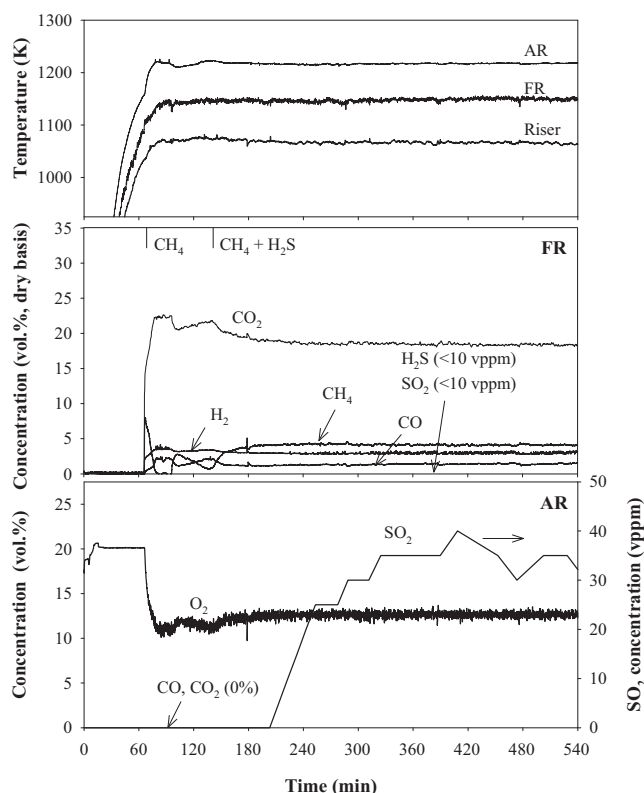 1300
1200
1100
1000
Temperature (K)
AR
FR
Riser
35
30
25
20
15
10
5
0
Concentration (vol.%, dry basis)
CH₄
CH₄ + H₂S
FR
CO₂
H₂S (<10 vppm)
SO₂ (<10 vppm)
CH₄
H₂
CO
25
20
15
10
5
0
Concentration (vol.%)
AR
SO₂
O₂
CO, CO₂ (0%)
50
40
30
20
10
0
SO₂ concentration (vppm)
0 60 120 180 240 300 360 420 480 540
Time (min)